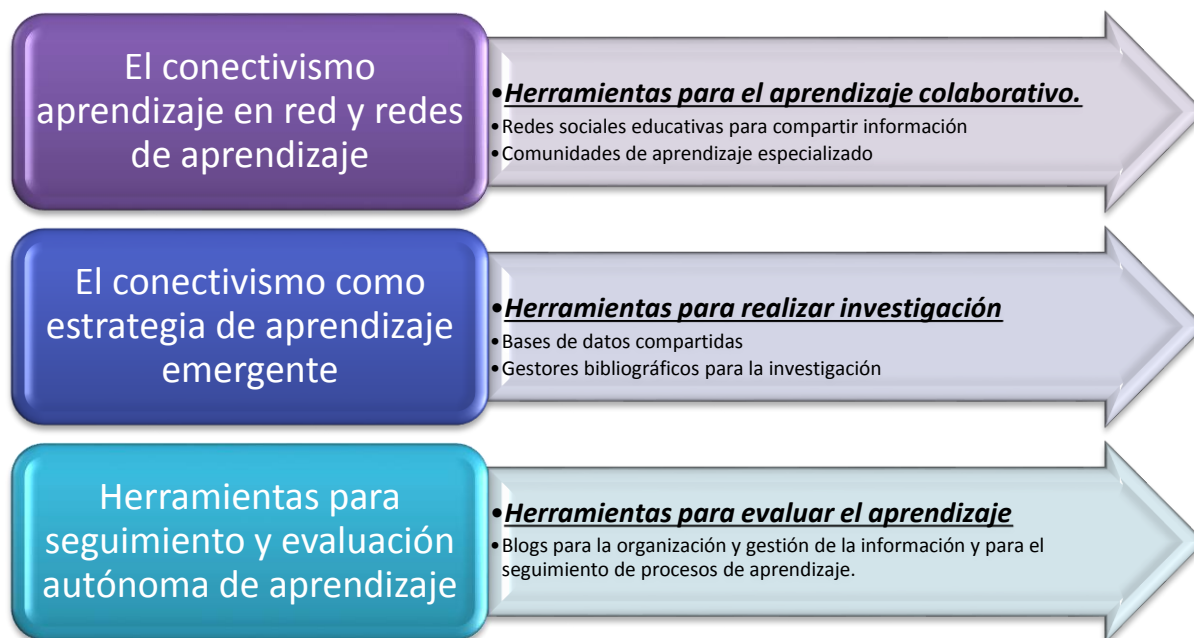 El conectivismo
aprendizaje en red y redes
de aprendizaje
•Herramientas para el aprendizaje colaborativo.
•Redes sociales educativas para compartir información
•Comunidades de aprendizaje especializado
El conectivismo como
estrategia de aprendizaje
emergente
•Herramientas para realizar investigación
•Bases de datos compartidas
•Gestores bibliográficos para la investigación
Herramientas para
seguimiento y evaluación
autónoma de aprendizaje
•Herramientas para evaluar el aprendizaje
•Blogs para la organización y gestión de la información y para el
seguimiento de procesos de aprendizaje.